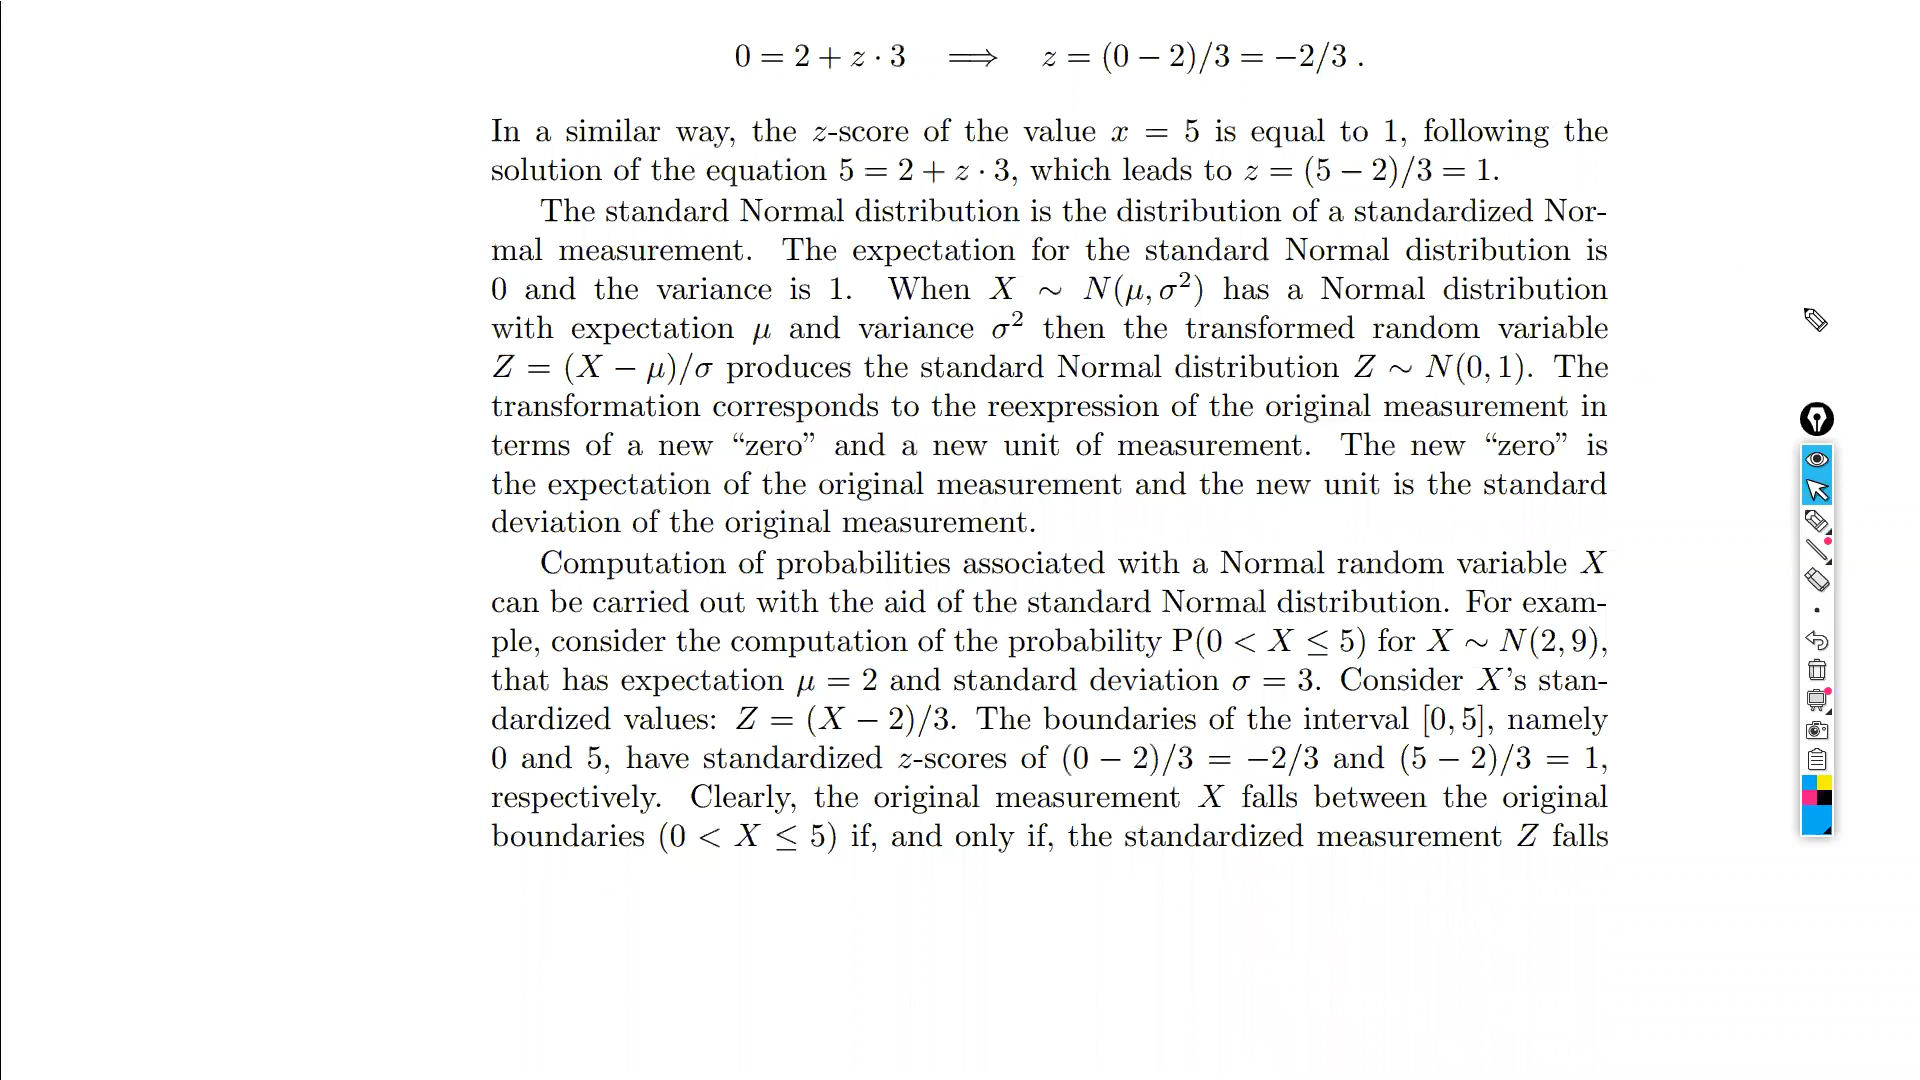 0 = 2 + z · 3 ⟹ z = (0 − 2)/3 = −2/3 .
In a similar way, the z-score of the value x = 5 is equal to 1, following the
solution of the equation 5 = 2 + z · 3, which leads to z = (5 − 2)/3 = 1.
The standard Normal distribution is the distribution of a standardized Nor-
mal measurement. The expectation for the standard Normal distribution is
0 and the variance is 1. When X ∼ N(μ, σ²) has a Normal distribution
with expectation μ and variance σ² then the transformed random variable
Z = (X − μ)/σ produces the standard Normal distribution Z ∼ N(0, 1). The
transformation corresponds to the reexpression of the original measurement in
terms of a new “zero” and a new unit of measurement. The new “zero” is
the expectation of the original measurement and the new unit is the standard
deviation of the original measurement.
Computation of probabilities associated with a Normal random variable X
can be carried out with the aid of the standard Normal distribution. For exam-
ple, consider the computation of the probability P(0 < X ≤ 5) for X ∼ N(2, 9),
that has expectation μ = 2 and standard deviation σ = 3. Consider X’s stan-
dardized values: Z = (X − 2)/3. The boundaries of the interval [0, 5], namely
0 and 5, have standardized z-scores of (0 − 2)/3 = −2/3 and (5 − 2)/3 = 1,
respectively. Clearly, the original measurement X falls between the original
boundaries (0 < X ≤ 5) if, and only if, the standardized measurement Z falls